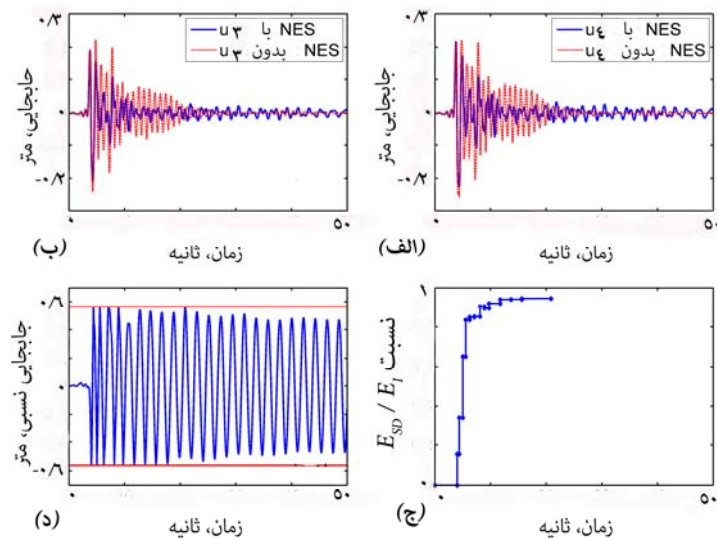 ۰/۳
u۳ با NES
u۳ بدون NES
جابجایی، متر
۰
-۰/۲
۰
۵۰
(ب)
زمان، ثانیه
۰/۳
u٤ با NES
u٤ بدون NES
جابجایی، متر
۰
-۰/۲
۰
۵۰
(الف)
زمان، ثانیه
۰/۶
جابجایی نسبی، متر
۰
-۰/۶
۰
۵۰
(د)
زمان، ثانیه
۱
نسبت E_SD / E_I
۰
۰
۵۰
(ج)
زمان، ثانیه